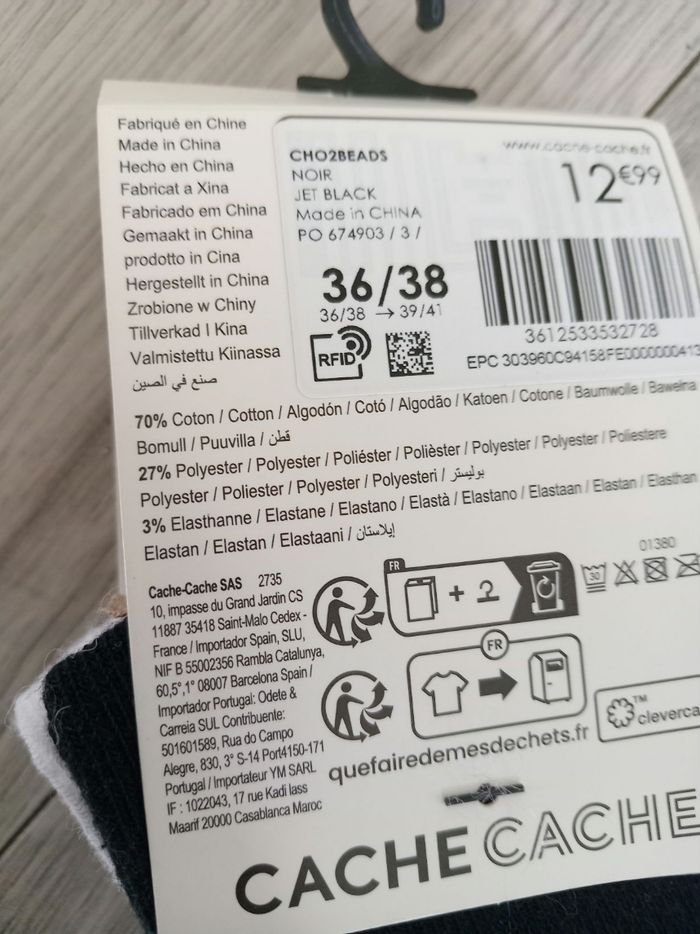 Fabriqué en Chine
Made in China
Hecho en China
Fabricat a Xina
Fabricado em China
Gemaakt in China
prodotto in Cina
Hergestellt in China
Zrobione w Chiny
Tillverkad I Kina
Valmistettu Kiinassa
صنع في الصين
www.cache-cache.fr
CHO2BEADS
12€99
NOIR
JET BLACK
Made in CHINA
PO 674903 / 3 /
36/38
36/38 → 39/41
3612533532728
RFID
EPC 303960C94158FE0000000413
70% Coton / Cotton / Algodón / Cotó / Algodão / Katoen / Cotone / Baumwolle / Bawełna
Bomull / Puuvilla / قطن
27% Polyester / Polyester / Poliéster / Polièster / Polyester / Polyester / Poliestere
Polyester / Poliester / Polyester / Polyesteri / بوليستر
3% Elasthanne / Elastane / Elastano / Elastà / Elastano / Elastaan / Elastan / Elasthan
Elastan / Elastan / Elastaani / إيلاستان
01380
30
FR
Cache-Cache SAS 2735
10, impasse du Grand Jardin CS
11887 35418 Saint-Malo Cedex -
France / Importador Spain, SLU,
NIF B 55002356 Rambla Catalunya,
60,5°,1° 08007 Barcelona Spain /
Importador Portugal: Odete &
Carreia SUL Contribuente:
501601589, Rua do Campo
Alegre, 830, 3° S-14 Port4150-171
Portugal / Importateur YM SARL
IF : 1022043, 17 rue Kadi Iass
Maarif 20000 Casablanca Maroc
FR
quefairedemesdechets.fr
TM
cleverca
CACHE CACHE